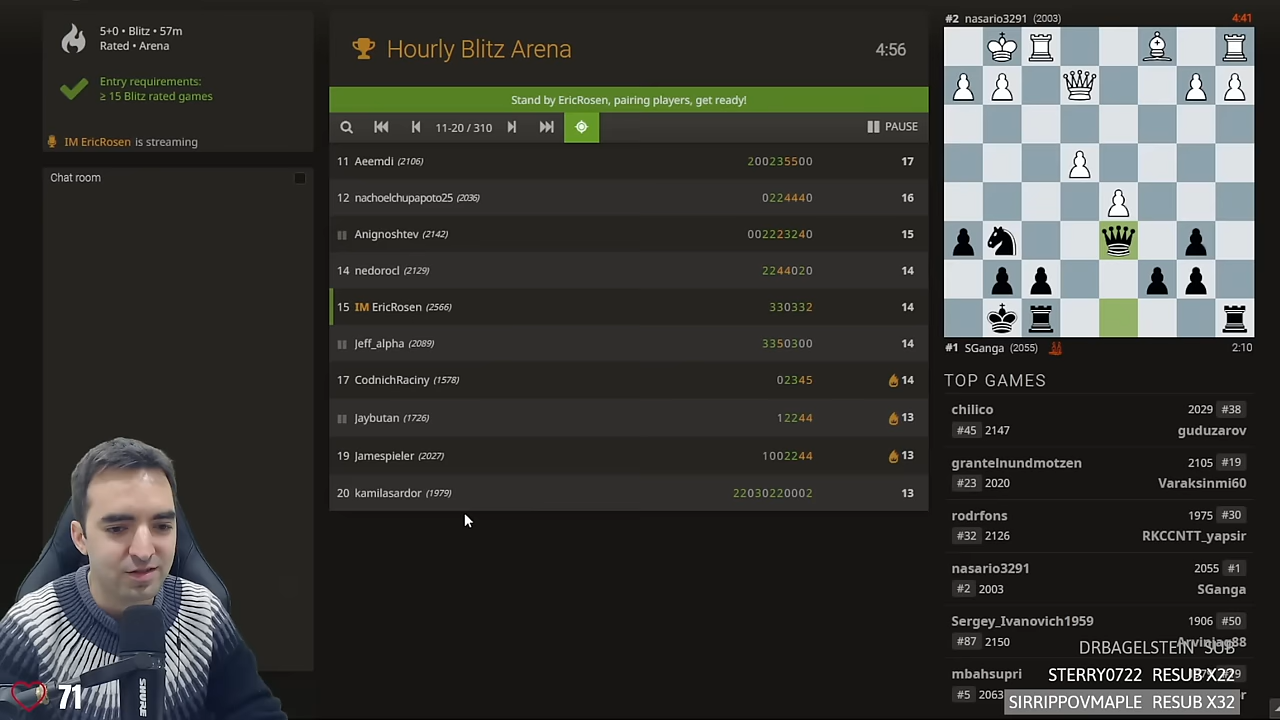 5+0 • Blitz • 57m
Rated • Arena
Entry requirements:
≥ 15 Blitz rated games
IM EricRosen is streaming
Chat room
Hourly Blitz Arena
4:56
Stand by EricRosen, pairing players, get ready!
11-20 / 310
PAUSE
11 Aeemdi (2106) 200235500 17
12 nachoelchupapoto25 (2036) 0224440 16
Anignoshtev (2142) 002223240 15
14 nedorocl (2129) 2244020 14
15 IM EricRosen (2566) 330332 14
Jeff_alpha (2089) 3350300 14
17 CodnichRaciny (1578) 02345 14
Jaybutan (1726) 12244 13
19 Jamespieler (2027) 1002244 13
20 kamilasardor (1979) 22030220002 13
#2 nasario3291 (2003) 4:41
#1 SGanga (2055) 2:10
TOP GAMES
chilico 2029 #38
#45 2147 guduzarov
grantelnundmotzen 2105 #19
#23 2020 Varaksinmi60
rodrfons 1975 #30
#32 2126 RKCCNTT_yapsir
nasario3291 2055 #1
#2 2003 SGanga
Sergey_Ivanovich1959 1906 #50
#87 2150
DRBAGELSTEIN SUB
mbahsupri
STERRY0722 RESUB X22
#5 2063
SIRRIPPOVMAPLE RESUB X32
71
SHURE